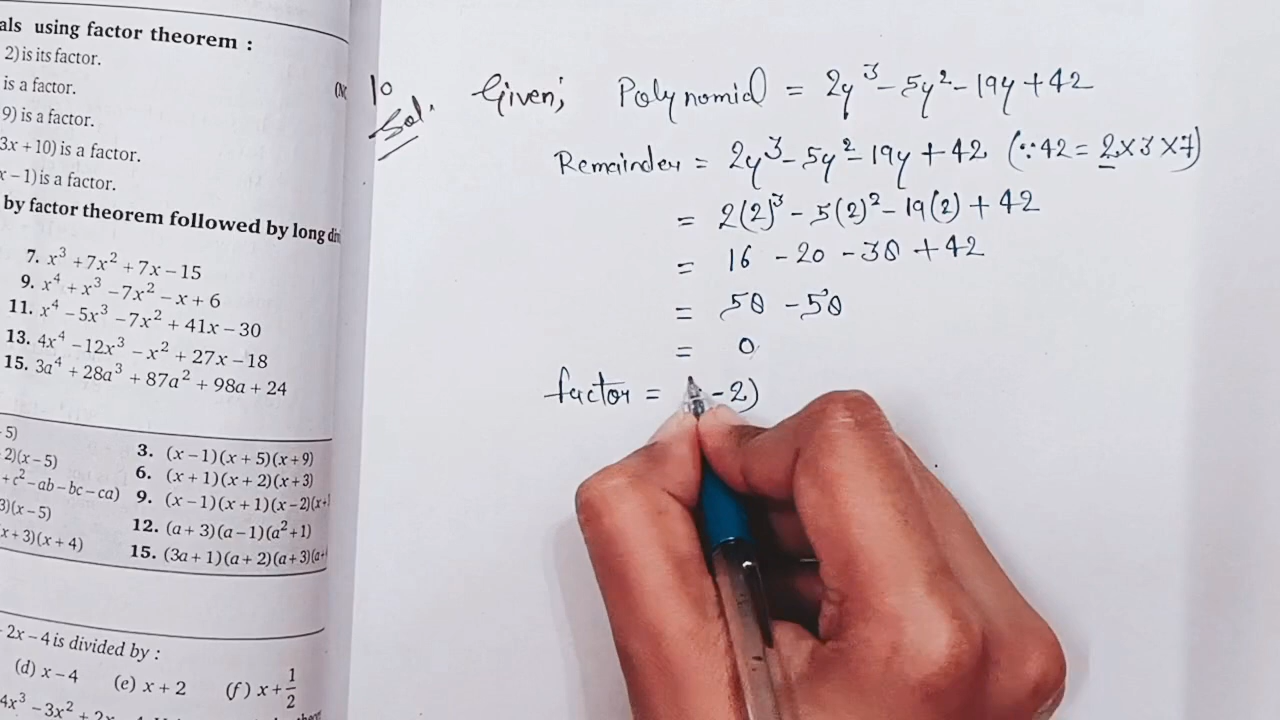 als using factor theorem :
2) is its factor.
is a factor.
9) is a factor.
3x + 10) is a factor.
x – 1) is a factor.
by factor theorem followed by long
7. x³ + 7x² + 7x – 15
9. x⁴ + x³ – 7x² – x + 6
11. x⁴ – 5x³ – 7x² + 41x – 30
13. 4x⁴ – 12x³ – x² + 27x – 18
15. 3a⁴ + 28a³ + 87a² + 98a + 24
5)
3. (x – 1)(x + 5)(x + 9)
2)(x – 5)
6. (x + 1)(x + 2)(x + 3)
+ c² – ab – bc – ca)
9. (x – 1)(x + 1)(x – 2)(x +
3)(x – 5)
12. (a + 3)(a – 1)(a² + 1)
x + 3)(x + 4)
15. (3a + 1)(a + 2)(a + 3)(a +
2x – 4 is divided by :
(d) x – 4
(e) x + 2
(f) x + 1/2
4x³ – 3x² + 2x
10
Sol.
Given; Polynomial = 2y³ – 5y² – 19y + 42
Remainder = 2y³ – 5y² – 19y + 42 (∵ 42 = 2×3×7)
= 2(2)³ – 5(2)² – 19(2) + 42
= 16 – 20 – 38 + 42
= 58 – 58
= 0
factor = – 2)